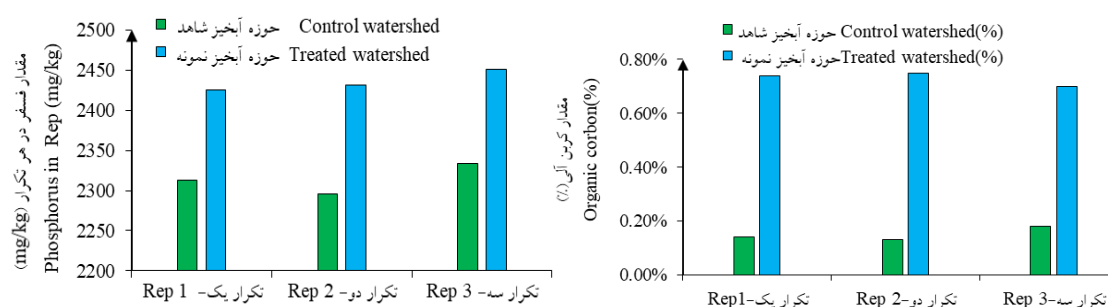 حوزه آبخیز شاهد Control watershed
حوزه آبخیز نمونه Treated watershed
مقدار فسفر در هر تکرار (mg/kg)
Phosphorus in Rep (mg/kg)
2500
2450
2400
2350
2300
2250
2200
Rep 1 -تکرار یک
Rep 2 -تکرار دو
Rep 3 -تکرار سه
حوزه آبخیز شاهد Control watershed(%)
حوزه آبخیز نمونه Treated watershed(%)
مقدار کربن آلی(٪)
Organic corbon(%)
0.80%
0.60%
0.40%
0.20%
0.00%
Rep1-تکرار یک
Rep 2-تکرار دو
Rep 3-تکرار سه